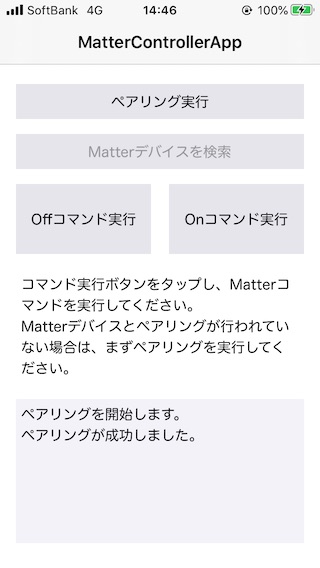 SoftBank 4G 14:46 100%
MatterControllerApp
ペアリング実行
Matterデバイスを検索
Offコマンド実行 Onコマンド実行
コマンド実行ボタンをタップし、Matterコ
マンドを実行してください。
Matterデバイスとペアリングが行われてい
ない場合は、まずペアリングを実行してく
ださい。
ペアリングを開始します。
ペアリングが成功しました。